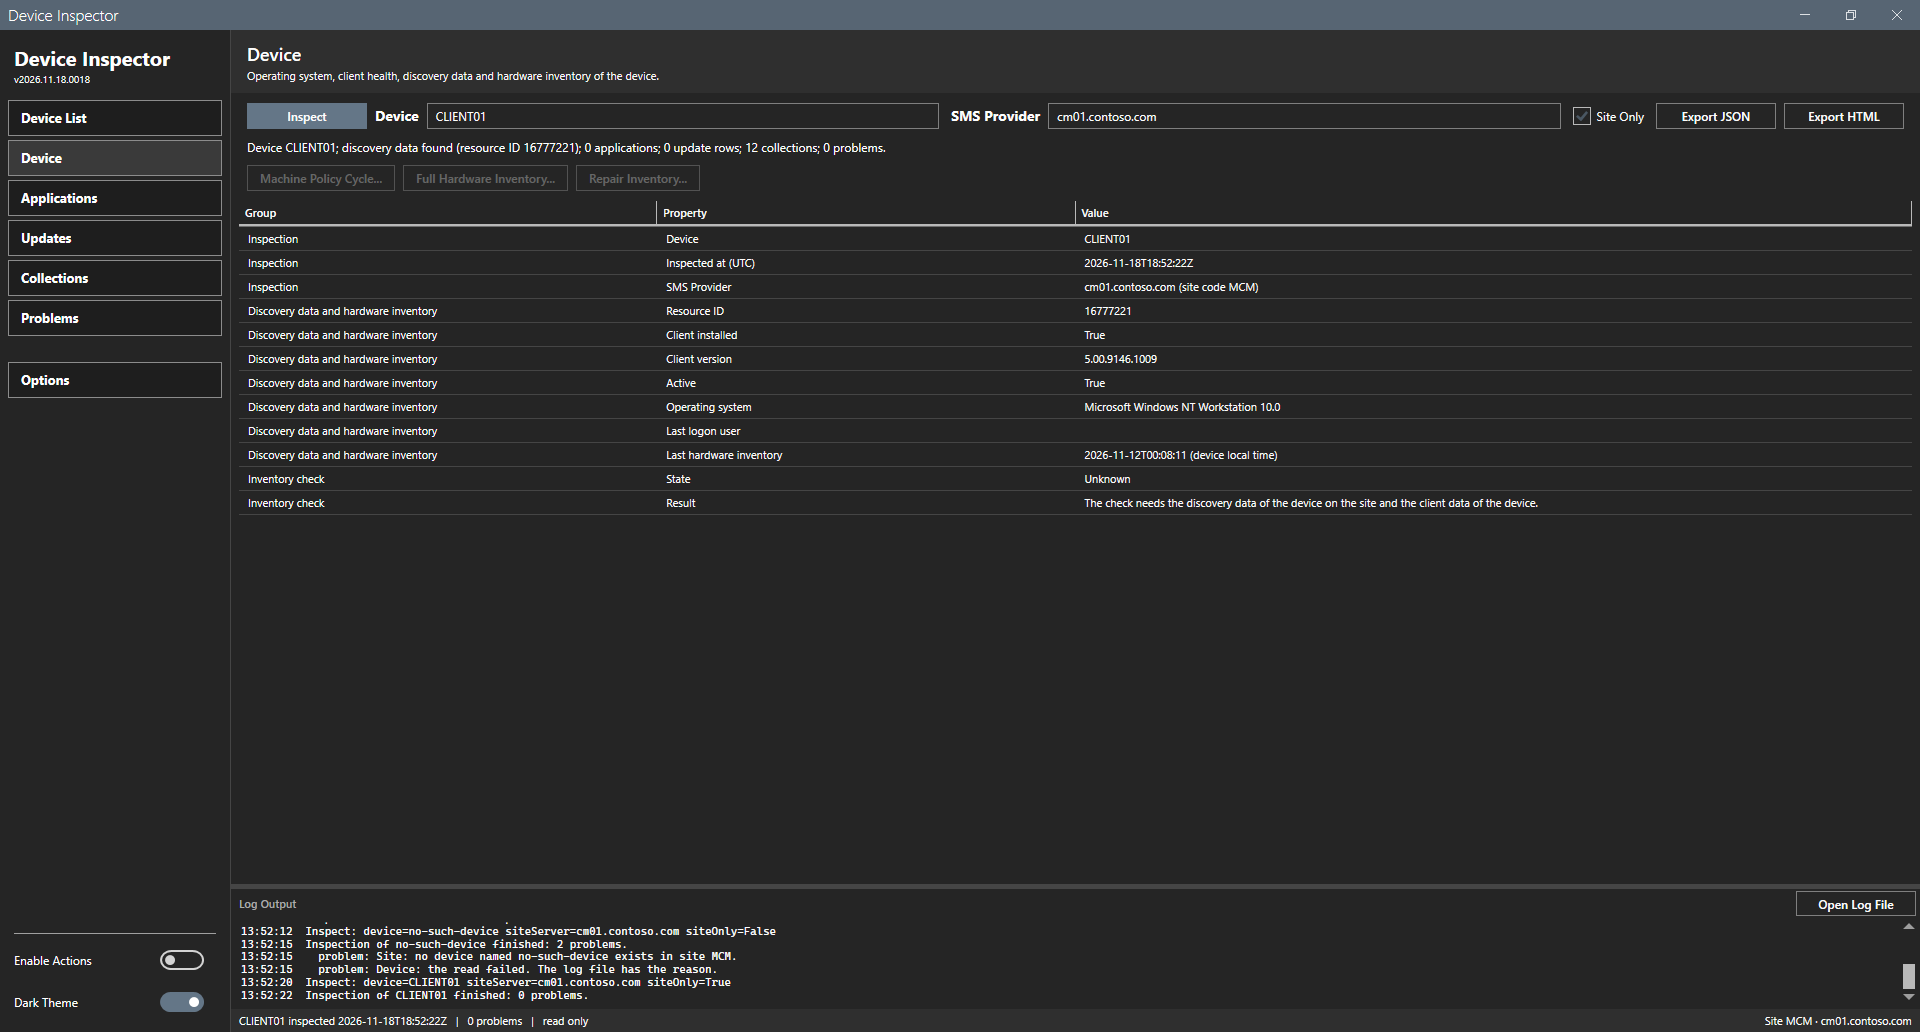 Device Inspector
Device Inspector
v2026.11.18.0018
Device List
Device
Applications
Updates
Collections
Problems
Options
Enable Actions
Dark Theme
Device
Operating system, client health, discovery data and hardware inventory of the device.
Inspect Device CLIENT01 SMS Provider cm01.contoso.com Site Only Export JSON Export HTML
Device CLIENT01; discovery data found (resource ID 16777221); 0 applications; 0 update rows; 12 collections; 0 problems.
Machine Policy Cycle... Full Hardware Inventory... Repair Inventory...
Group Property Value
Inspection Device CLIENT01
Inspection Inspected at (UTC) 2026-11-18T18:52:22Z
Inspection SMS Provider cm01.contoso.com (site code MCM)
Discovery data and hardware inventory Resource ID 16777221
Discovery data and hardware inventory Client installed True
Discovery data and hardware inventory Client version 5.00.9146.1009
Discovery data and hardware inventory Active True
Discovery data and hardware inventory Operating system Microsoft Windows NT Workstation 10.0
Discovery data and hardware inventory Last logon user
Discovery data and hardware inventory Last hardware inventory 2026-11-12T00:08:11 (device local time)
Inventory check State Unknown
Inventory check Result The check needs the discovery data of the device on the site and the client data of the device.
Log Output
Open Log File
13:52:12 Inspect: device=no-such-device siteServer=cm01.contoso.com siteOnly=False
13:52:15 Inspection of no-such-device finished: 2 problems.
13:52:15 problem: Site: no device named no-such-device exists in site MCM.
13:52:15 problem: Device: the read failed. The log file has the reason.
13:52:20 Inspect: device=CLIENT01 siteServer=cm01.contoso.com siteOnly=True
13:52:22 Inspection of CLIENT01 finished: 0 problems.
CLIENT01 inspected 2026-11-18T18:52:22Z | 0 problems | read only
Site MCM · cm01.contoso.com